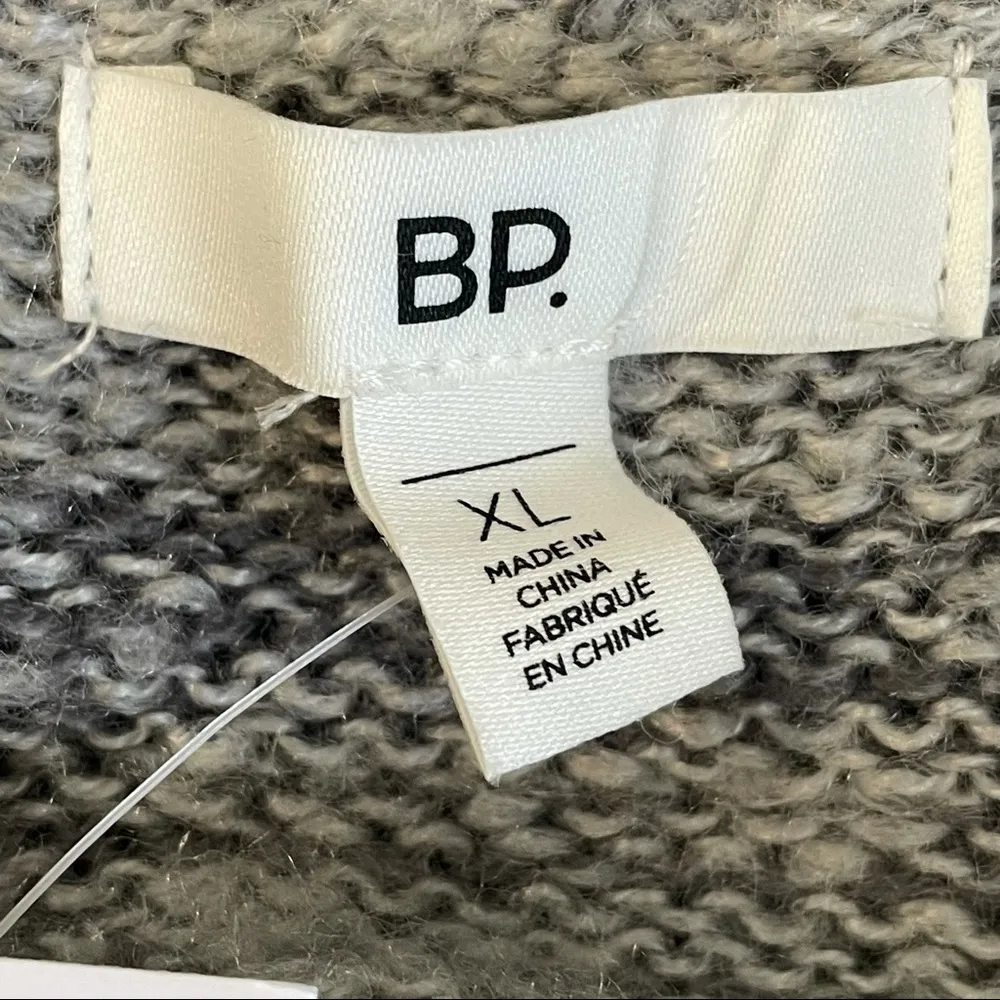 BP.
XL
MADE IN
CHINA
FABRIQUÉ
EN CHINE